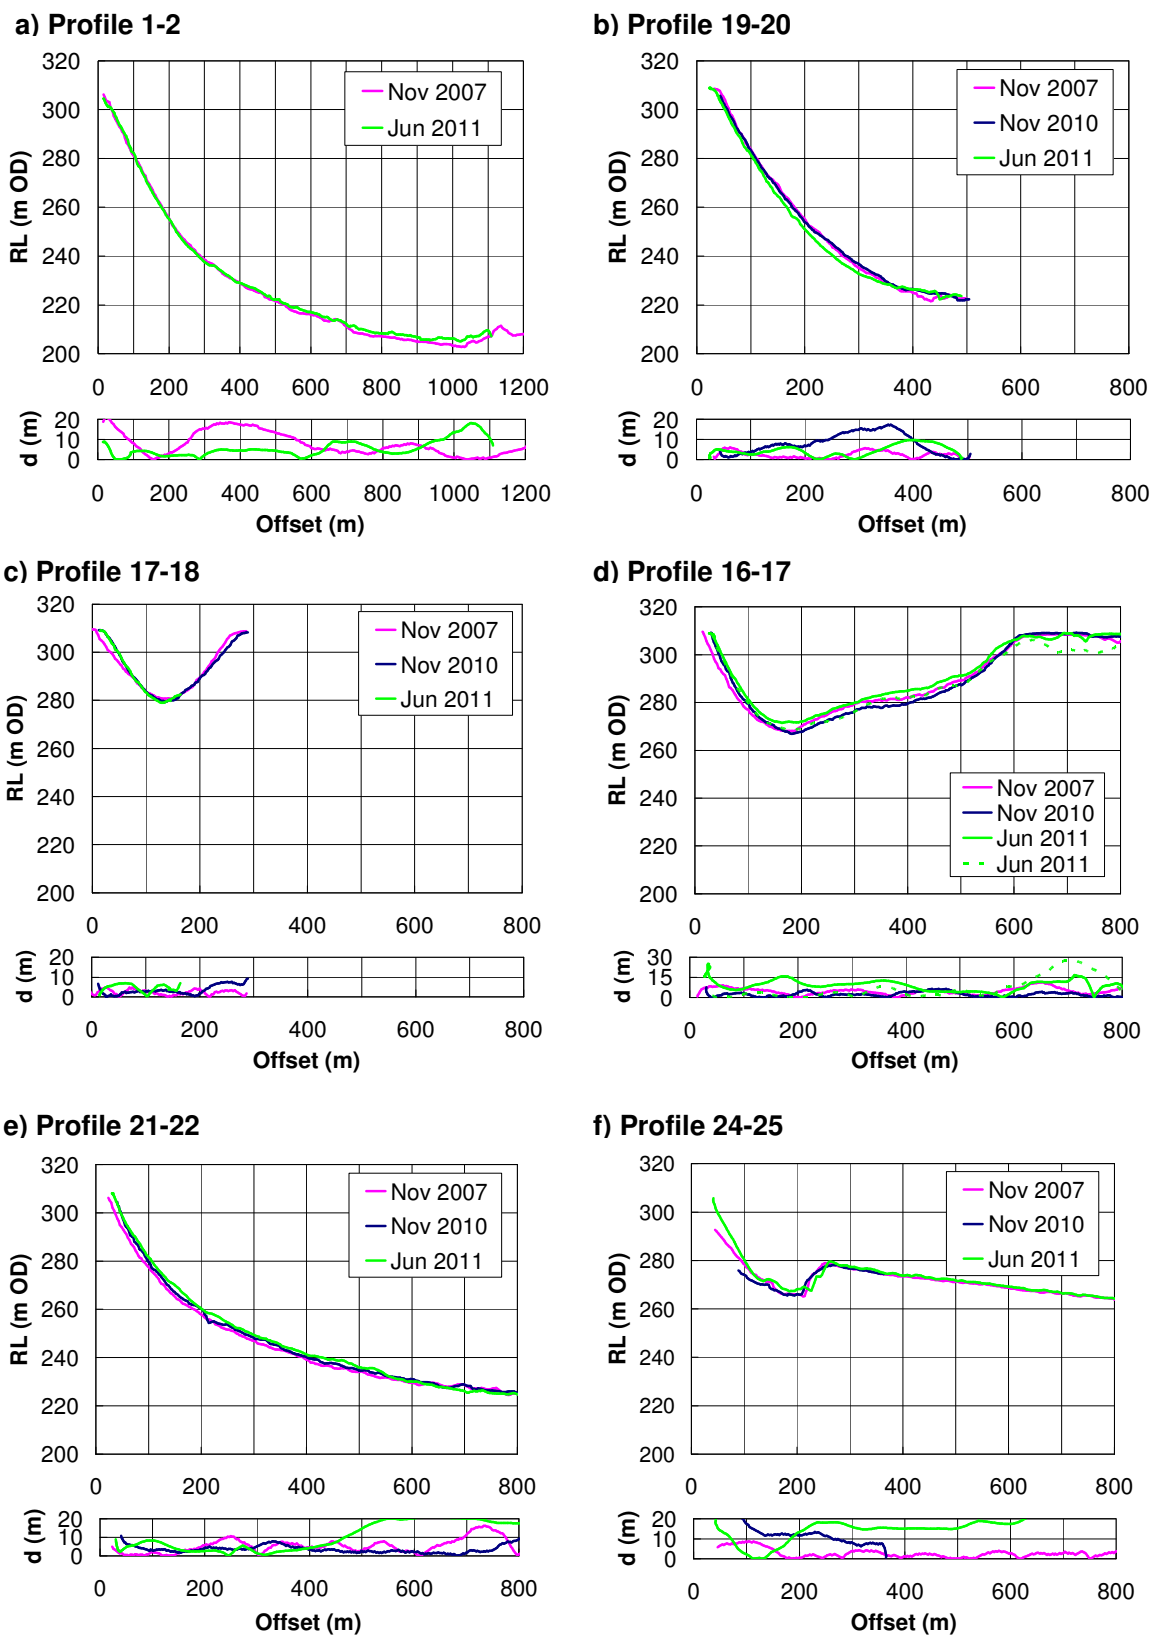 a) Profile 1-2
320
300
280
260
240
220
200
RL (m OD)
Nov 2007
Jun 2011
0 200 400 600 800 1000 1200
20
10
0
d (m)
0 200 400 600 800 1000 1200
Offset (m)
b) Profile 19-20
320
300
280
260
240
220
200
RL (m OD)
Nov 2007
Nov 2010
Jun 2011
0 200 400 600 800
20
10
0
d (m)
0 200 400 600 800
Offset (m)
c) Profile 17-18
320
300
280
260
240
220
200
RL (m OD)
Nov 2007
Nov 2010
Jun 2011
0 200 400 600 800
20
10
0
d (m)
0 200 400 600 800
Offset (m)
d) Profile 16-17
320
300
280
260
240
220
200
RL (m OD)
Nov 2007
Nov 2010
Jun 2011
Jun 2011
0 200 400 600 800
30
15
0
d (m)
0 200 400 600 800
Offset (m)
e) Profile 21-22
320
300
280
260
240
220
200
RL (m OD)
Nov 2007
Nov 2010
Jun 2011
0 200 400 600 800
20
10
0
d (m)
0 200 400 600 800
Offset (m)
f) Profile 24-25
320
300
280
260
240
220
200
RL (m OD)
Nov 2007
Nov 2010
Jun 2011
0 200 400 600 800
20
10
0
d (m)
0 200 400 600 800
Offset (m)